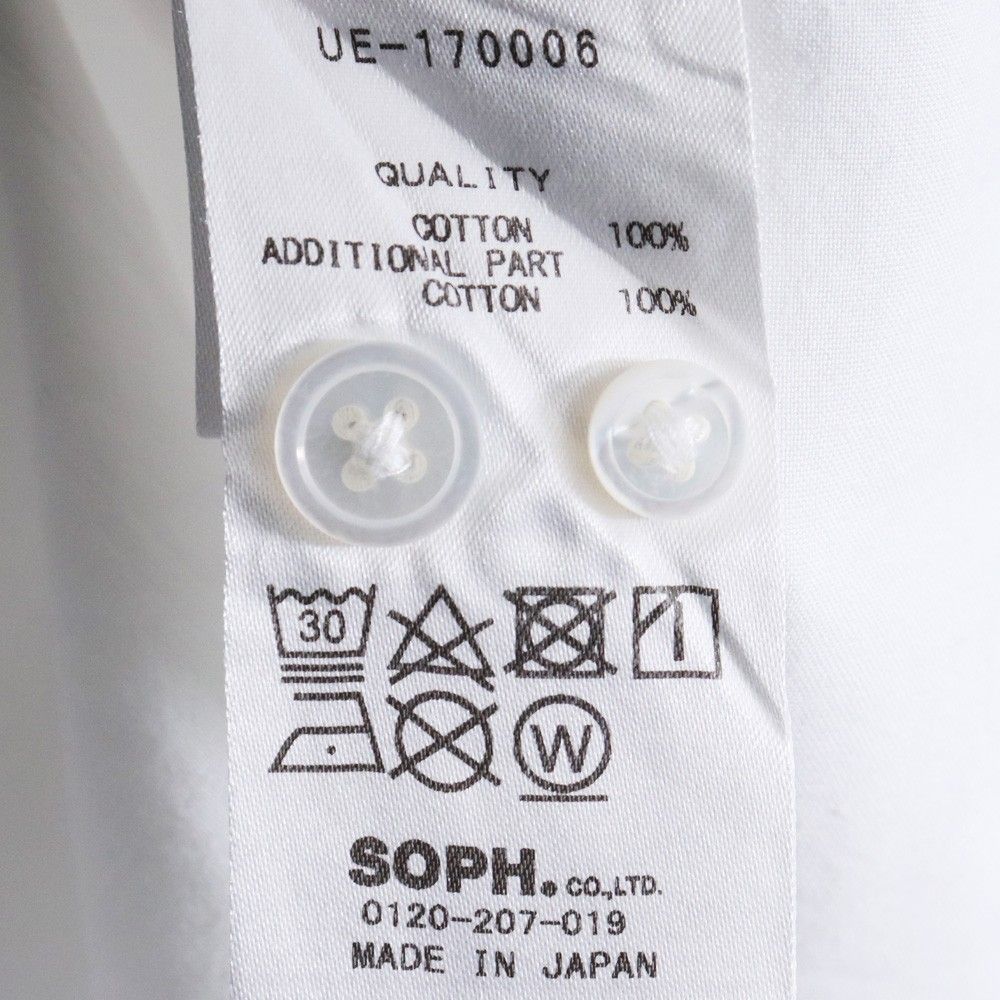 UE-170006
QUALITY
COTTON 100%
ADDITIONAL PART
COTTON 100%
30
W
SOPH. CO.,LTD.
0120-207-019
MADE IN JAPAN